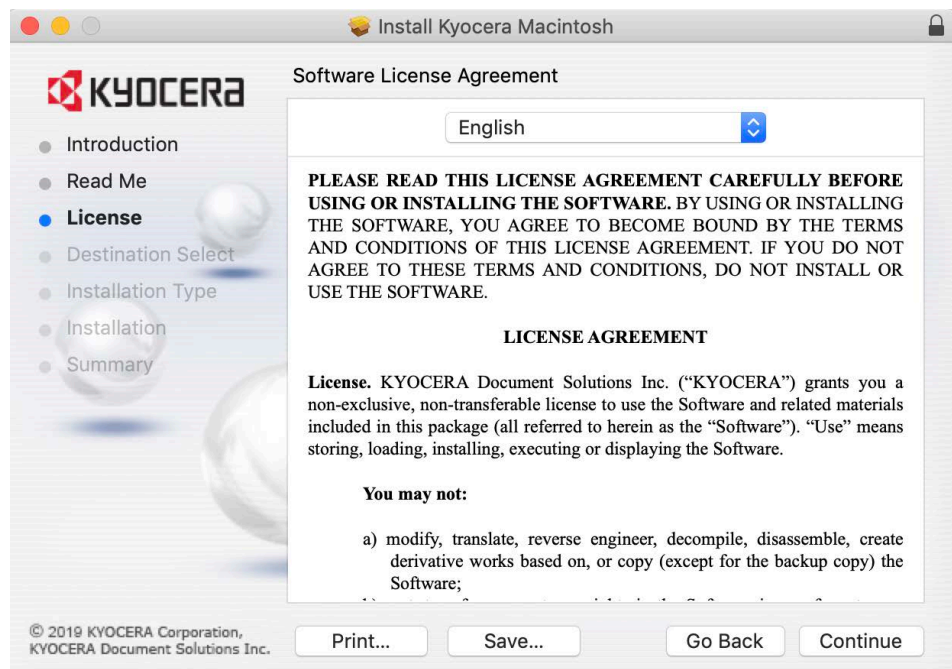 Install Kyocera Macintosh
KYOCERA
Introduction
Read Me
License
Destination Select
Installation Type
Installation
Summary
© 2019 KYOCERA Corporation,
KYOCERA Document Solutions Inc.
Software License Agreement
English
PLEASE READ THIS LICENSE AGREEMENT CAREFULLY BEFORE
USING OR INSTALLING THE SOFTWARE. BY USING OR INSTALLING
THE SOFTWARE, YOU AGREE TO BECOME BOUND BY THE TERMS
AND CONDITIONS OF THIS LICENSE AGREEMENT. IF YOU DO NOT
AGREE TO THESE TERMS AND CONDITIONS, DO NOT INSTALL OR
USE THE SOFTWARE.
LICENSE AGREEMENT
License. KYOCERA Document Solutions Inc. (“KYOCERA”) grants you a
non-exclusive, non-transferable license to use the Software and related materials
included in this package (all referred to herein as the “Software”). “Use” means
storing, loading, installing, executing or displaying the Software.
You may not:
a) modify, translate, reverse engineer, decompile, disassemble, create
derivative works based on, or copy (except for the backup copy) the
Software;
Print...
Save...
Go Back
Continue